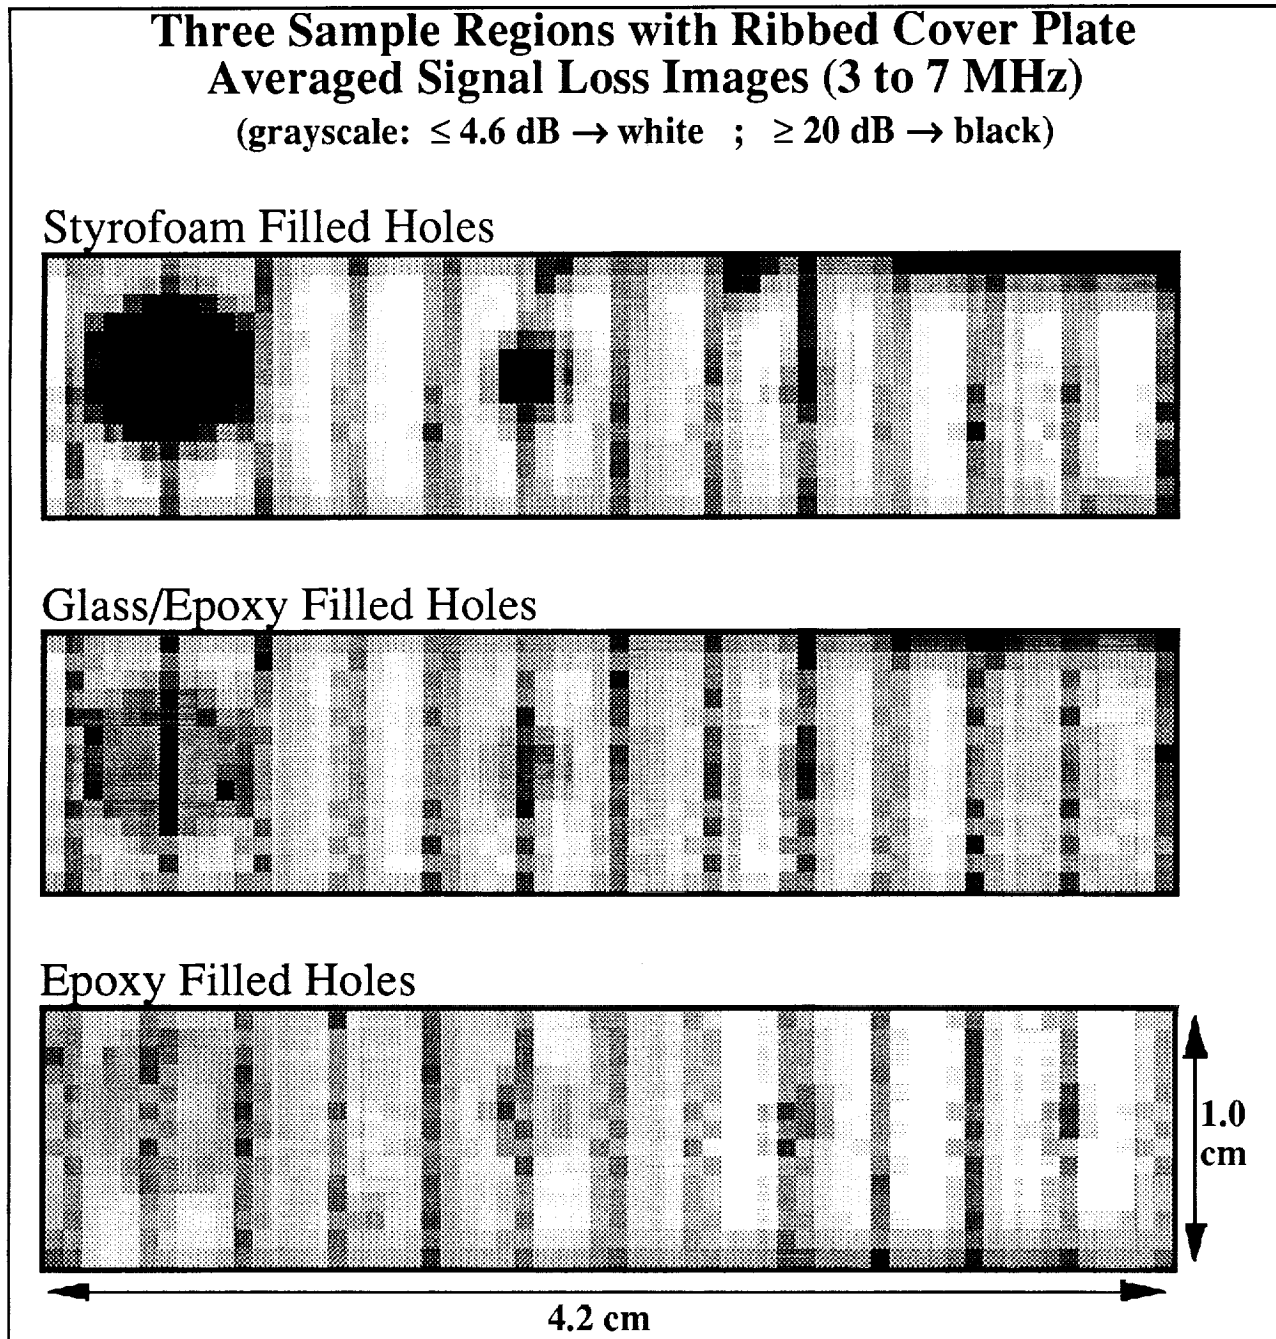 Three Sample Regions with Ribbed Cover Plate
Averaged Signal Loss Images (3 to 7 MHz)
(grayscale: ≤ 4.6 dB → white ; ≥ 20 dB → black)
Styrofoam Filled Holes
Glass/Epoxy Filled Holes
Epoxy Filled Holes
1.0
cm
4.2 cm